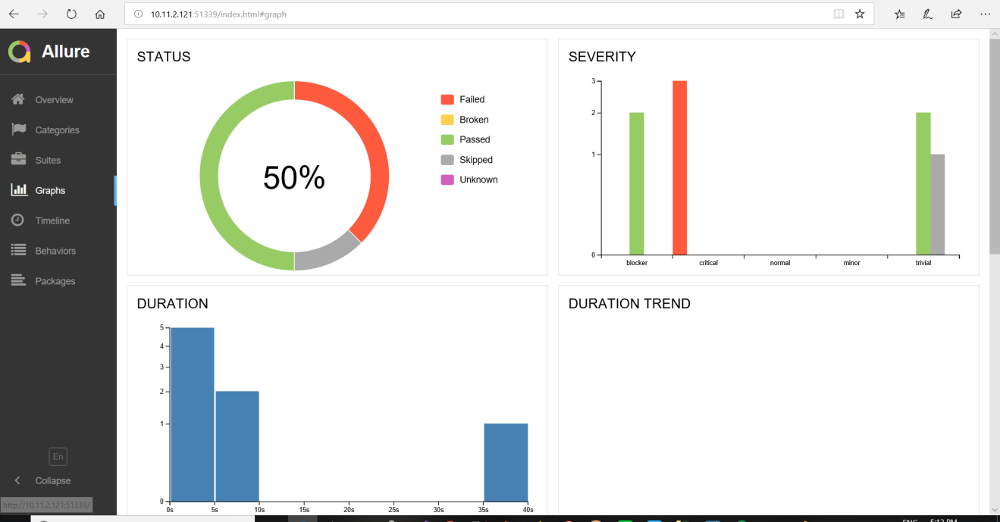 10.11.2.121:51339/index.html#graph
Allure
Overview
Categories
Suites
Graphs
Timeline
Behaviors
Packages
En
Collapse
http://10.11.2.121:51339/
STATUS
50%
Failed
Broken
Passed
Skipped
Unknown
SEVERITY
3
2
1
0
blocker
critical
normal
minor
trivial
DURATION
5
4
3
2
1
0
0s
5s
10s
15s
20s
25s
30s
35s
40s
DURATION TREND